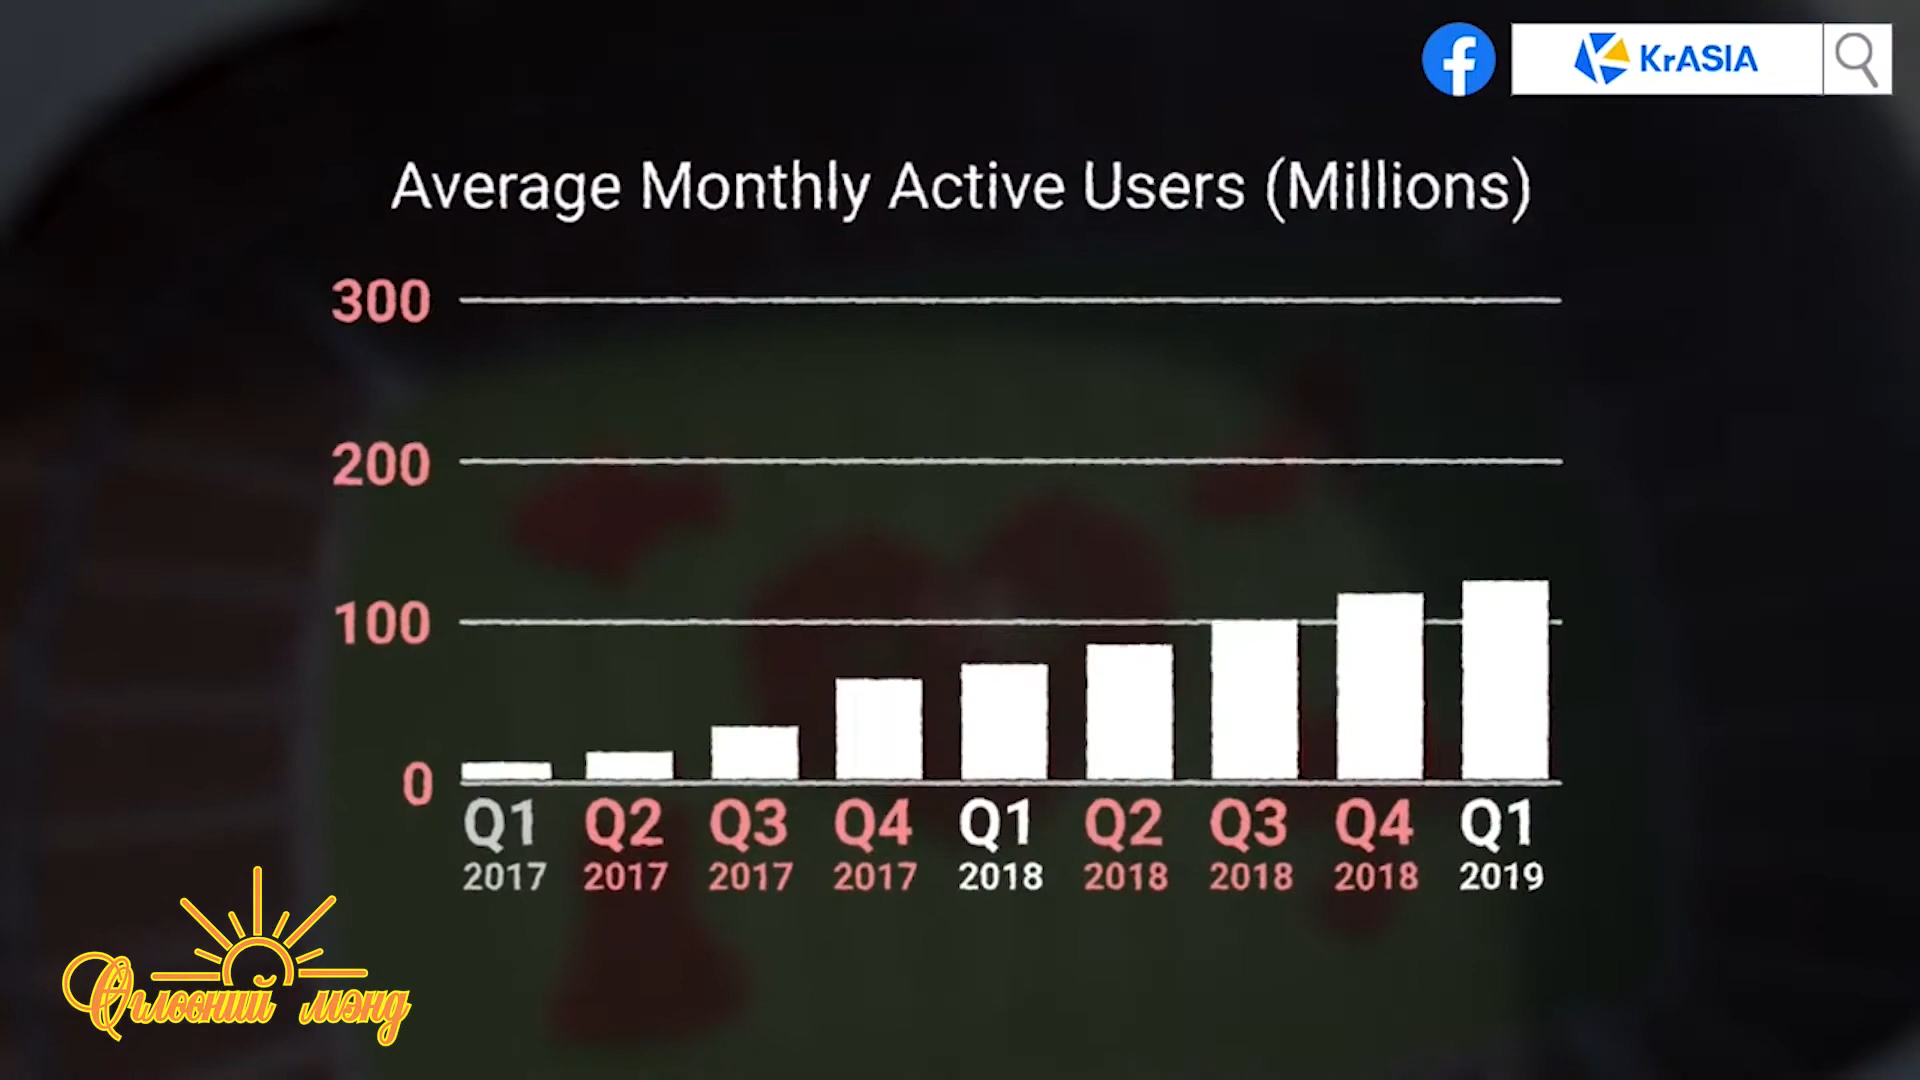 f KrASIA
Average Monthly Active Users (Millions)
300
200
100
0
Q1 Q2 Q3 Q4 Q1 Q2 Q3 Q4 Q1
2017 2017 2017 2017 2018 2018 2018 2018 2019
Өглөөний мэнд